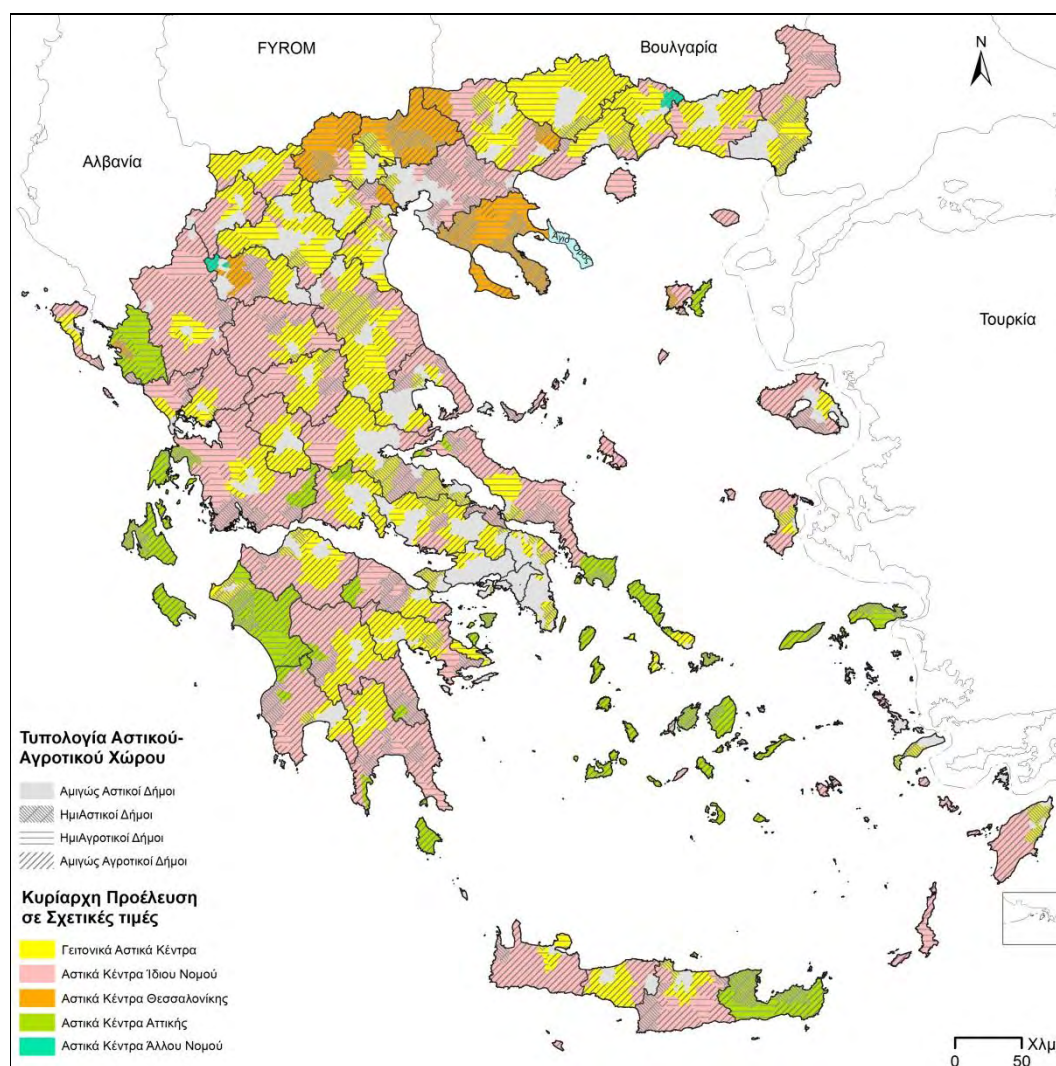 FYROM
Βουλγαρία
N
Αλβανία
Άγιο Όρος
Τουρκία
Τυπολογία Αστικού-
Αγροτικού Χώρου
Αμιγώς Αστικοί Δήμοι
ΗμιΑστικοί Δήμοι
ΗμιΑγροτικοί Δήμοι
Αμιγώς Αγροτικοί Δήμοι
Κυρίαρχη Προέλευση
σε Σχετικές τιμές
Γειτονικά Αστικά Κέντρα
Αστικά Κέντρα Ίδιου Νομού
Αστικά Κέντρα Θεσσαλονίκης
Αστικά Κέντρα Αττικής
Αστικά Κέντρα Άλλου Νομού
Χλμ
0 50